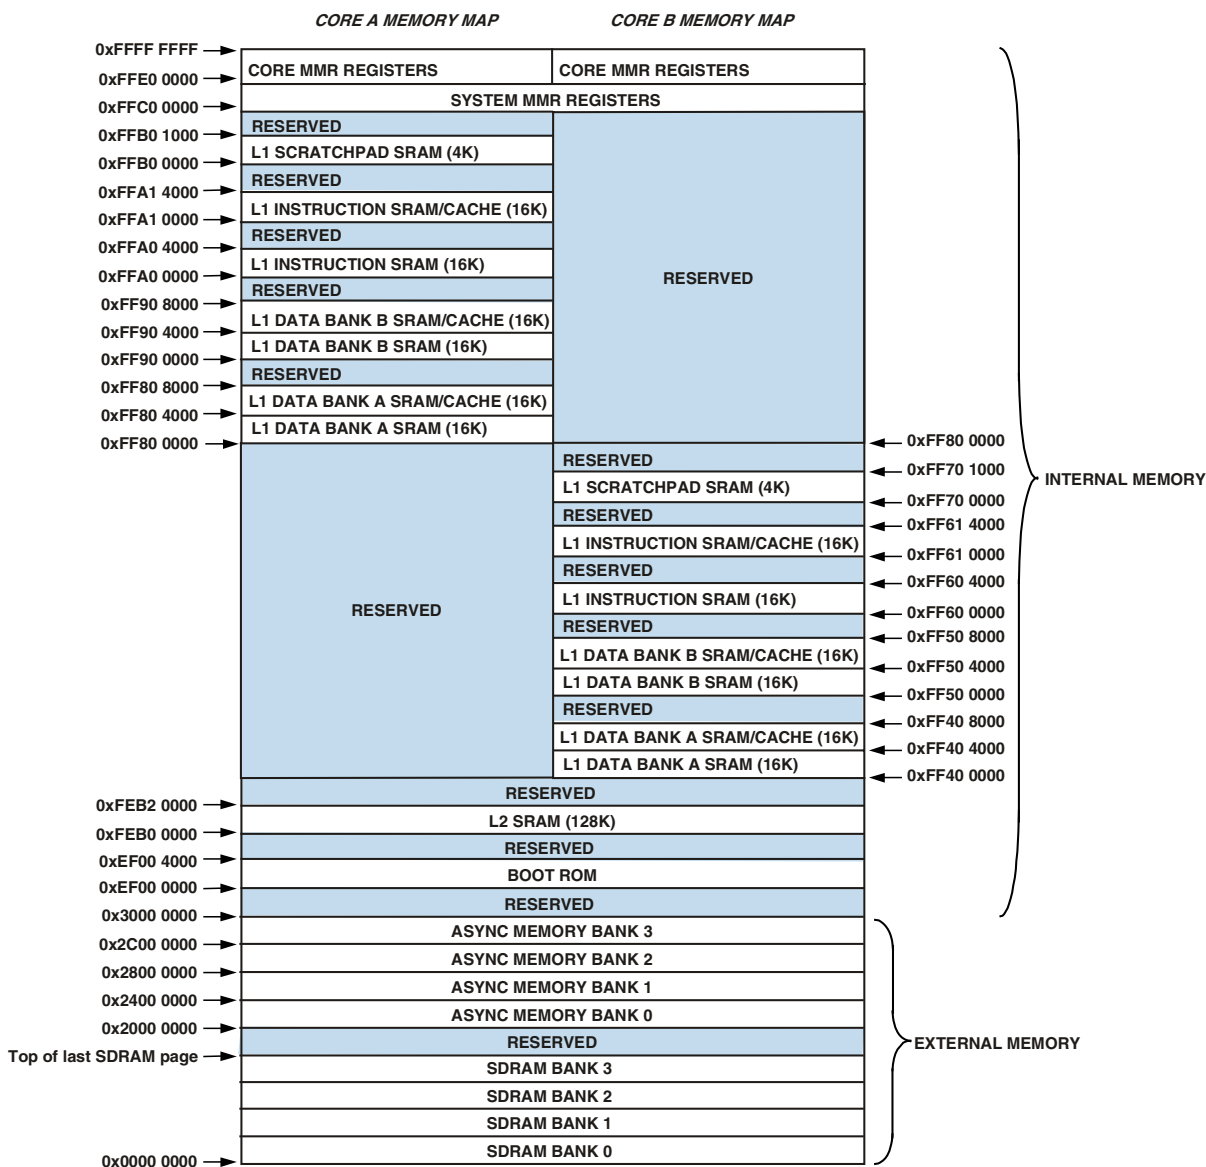 CORE A MEMORY MAP CORE B MEMORY MAP
0xFFFF FFFF
CORE MMR REGISTERS CORE MMR REGISTERS
0xFFE0 0000
SYSTEM MMR REGISTERS
0xFFC0 0000
RESERVED
0xFFB0 1000
L1 SCRATCHPAD SRAM (4K)
0xFFB0 0000
RESERVED
0xFFA1 4000
L1 INSTRUCTION SRAM/CACHE (16K)
0xFFA1 0000
RESERVED
0xFFA0 4000
L1 INSTRUCTION SRAM (16K)
0xFFA0 0000
RESERVED
0xFF90 8000
L1 DATA BANK B SRAM/CACHE (16K)
0xFF90 4000
L1 DATA BANK B SRAM (16K)
0xFF90 0000
RESERVED
0xFF80 8000
L1 DATA BANK A SRAM/CACHE (16K)
0xFF80 4000
L1 DATA BANK A SRAM (16K)
0xFF80 0000
RESERVED
RESERVED
0xFF80 0000
RESERVED
0xFF70 1000
L1 SCRATCHPAD SRAM (4K)
0xFF70 0000
RESERVED
0xFF61 4000
L1 INSTRUCTION SRAM/CACHE (16K)
0xFF61 0000
RESERVED
0xFF60 4000
L1 INSTRUCTION SRAM (16K)
0xFF60 0000
RESERVED
0xFF50 8000
L1 DATA BANK B SRAM/CACHE (16K)
0xFF50 4000
L1 DATA BANK B SRAM (16K)
0xFF50 0000
RESERVED
0xFF40 8000
L1 DATA BANK A SRAM/CACHE (16K)
0xFF40 4000
L1 DATA BANK A SRAM (16K)
0xFF40 0000
INTERNAL MEMORY
RESERVED
0xFEB2 0000
L2 SRAM (128K)
0xFEB0 0000
RESERVED
0xEF00 4000
BOOT ROM
0xEF00 0000
RESERVED
0x3000 0000
ASYNC MEMORY BANK 3
0x2C00 0000
ASYNC MEMORY BANK 2
0x2800 0000
ASYNC MEMORY BANK 1
0x2400 0000
ASYNC MEMORY BANK 0
0x2000 0000
RESERVED
EXTERNAL MEMORY
Top of last SDRAM page
SDRAM BANK 3
SDRAM BANK 2
SDRAM BANK 1
SDRAM BANK 0
0x0000 0000